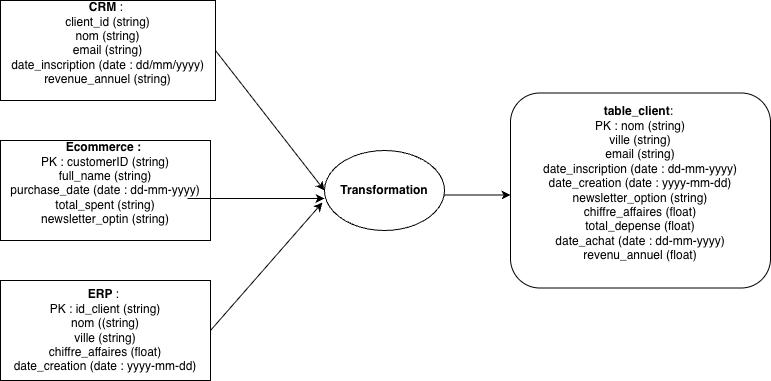 CRM :
client_id (string)
nom (string)
email (string)
date_inscription (date : dd/mm/yyyy)
revenue_annuel (string)
Ecommerce :
PK : customerID (string)
full_name (string)
purchase_date (date : dd-mm-yyyy)
total_spent (string)
newsletter_optin (string)
ERP :
PK : id_client (string)
nom ((string)
ville (string)
chiffre_affaires (float)
date_creation (date : yyyy-mm-dd)
Transformation
table_client:
PK : nom (string)
ville (string)
email (string)
date_inscription (date : dd-mm-yyyy)
date_creation (date : yyyy-mm-dd)
newsletter_option (string)
chiffre_affaires (float)
total_depense (float)
date_achat (date : dd-mm-yyyy)
revenu_annuel (float)